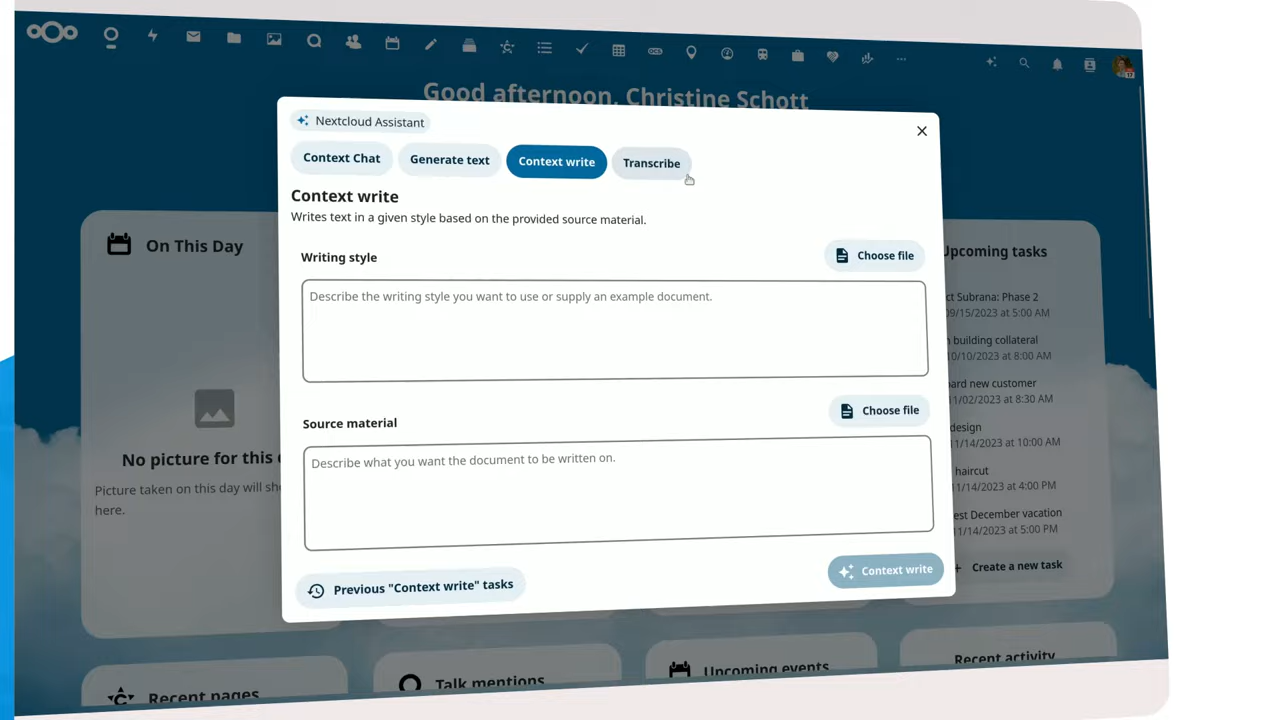 Good afternoon, Christine Schott
Nextcloud Assistant
Context Chat
Generate text
Context write
Transcribe
Context write
Writes text in a given style based on the provided source material.
Writing style
Choose file
Describe the writing style you want to use or supply an example document.
Source material
Choose file
Describe what you want the document to be written on.
Previous "Context write" tasks
Context write
On This Day
No picture for this
Picture taken on this day will
here.
Upcoming tasks
Subrana: Phase 2
09/15/2023 at 5:00 AM
building collateral
10/10/2023 at 8:00 AM
new customer
11/02/2023 at 8:30 AM
design
11/14/2023 at 10:00 AM
haircut
11/14/2023 at 4:00 PM
December vacation
11/14/2023 at 5:00 PM
Create a new task
Recent pages
Talk mentions
Upcoming events
Recent activity
17